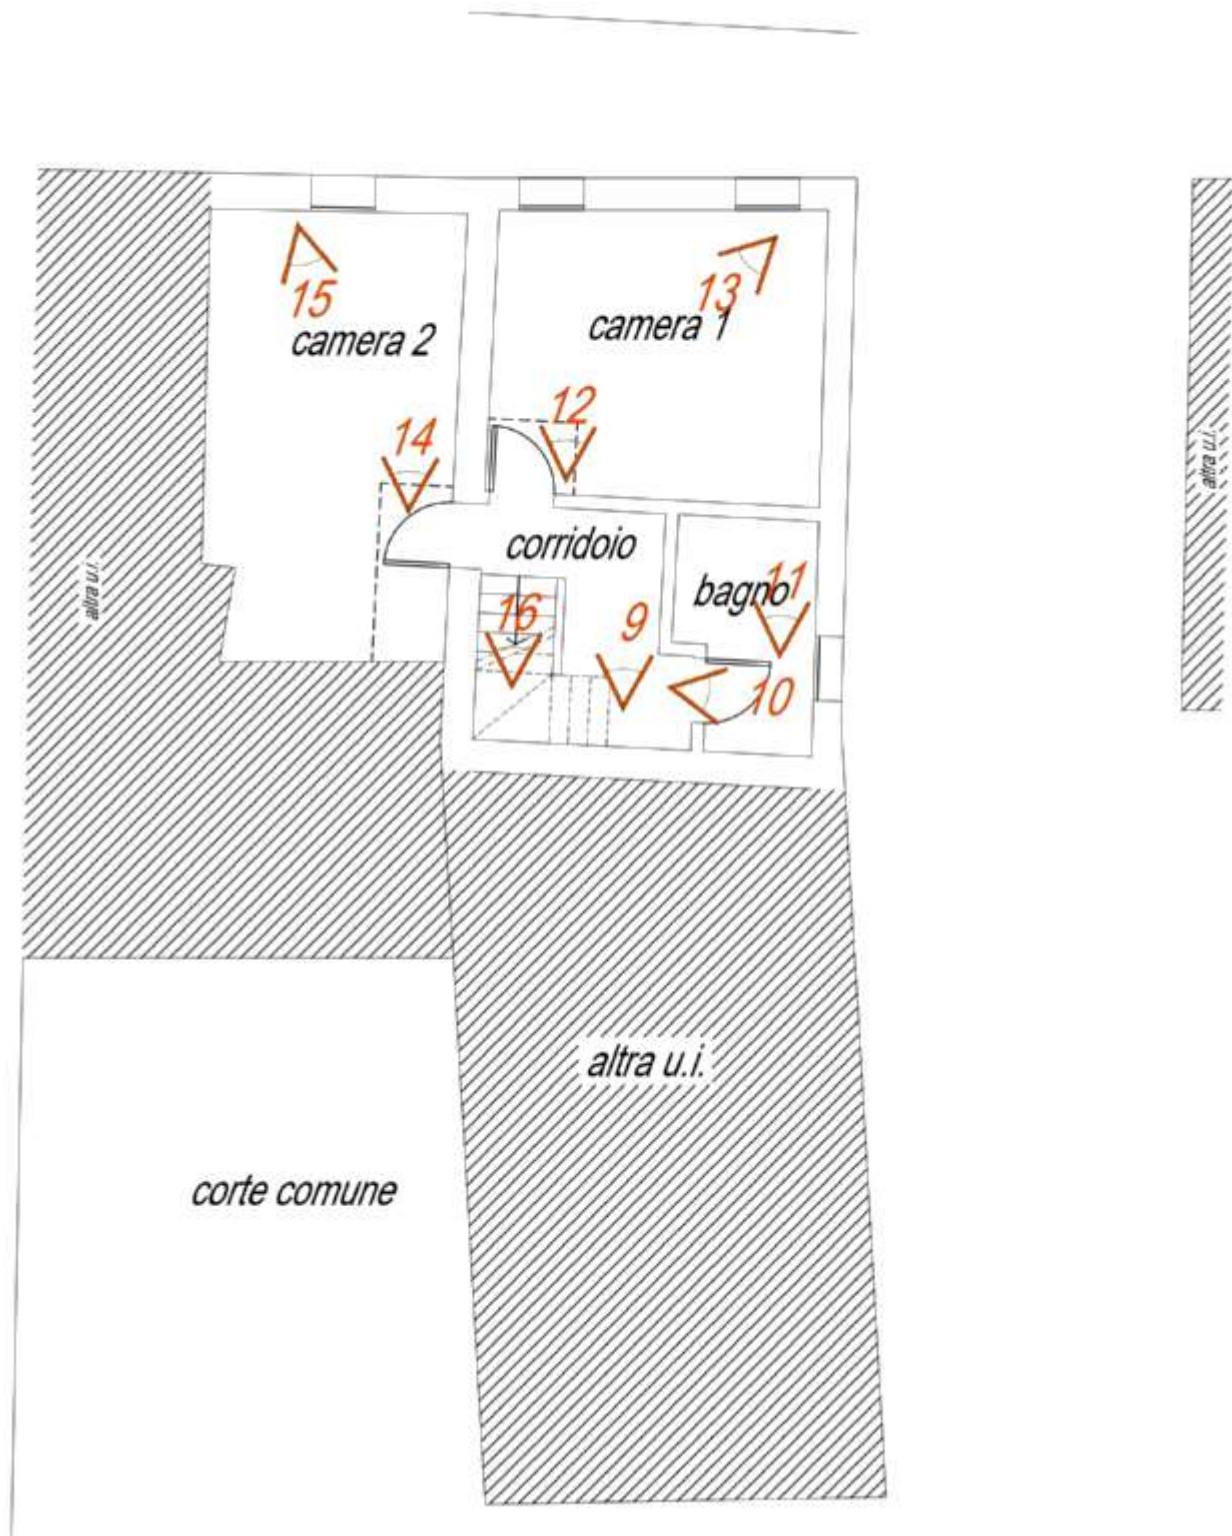 15
13
camera 2
camera 1
12
14
corridoio
bagno
11
16
9
10
altra u.i.
altra u.i.
altra u.i.
corte comune